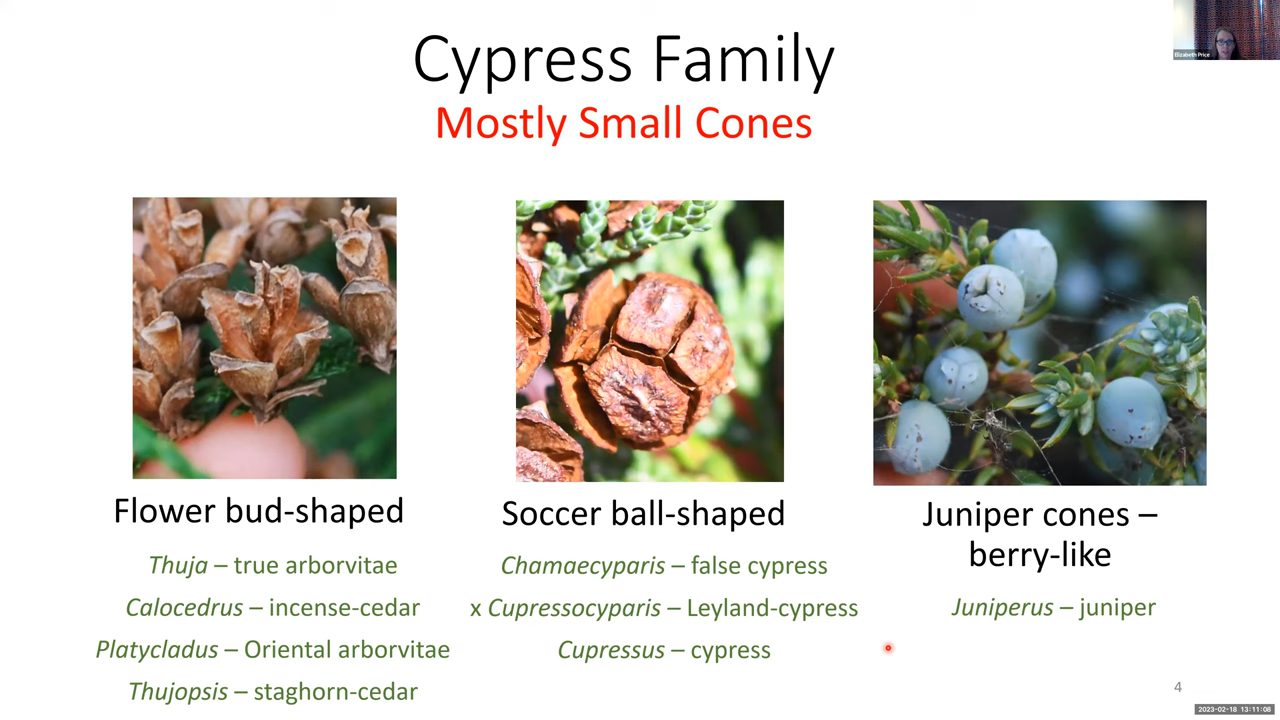 Cypress Family
Mostly Small Cones
Elizabeth Price
Flower bud-shaped
Thuja – true arborvitae
Calocedrus – incense-cedar
Platycladus – Oriental arborvitae
Thujopsis – staghorn-cedar
Soccer ball-shaped
Chamaecyparis – false cypress
x Cupressocyparis – Leyland-cypress
Cupressus – cypress
Juniper cones –
berry-like
Juniperus – juniper
4
2023-02-18 13:11:08